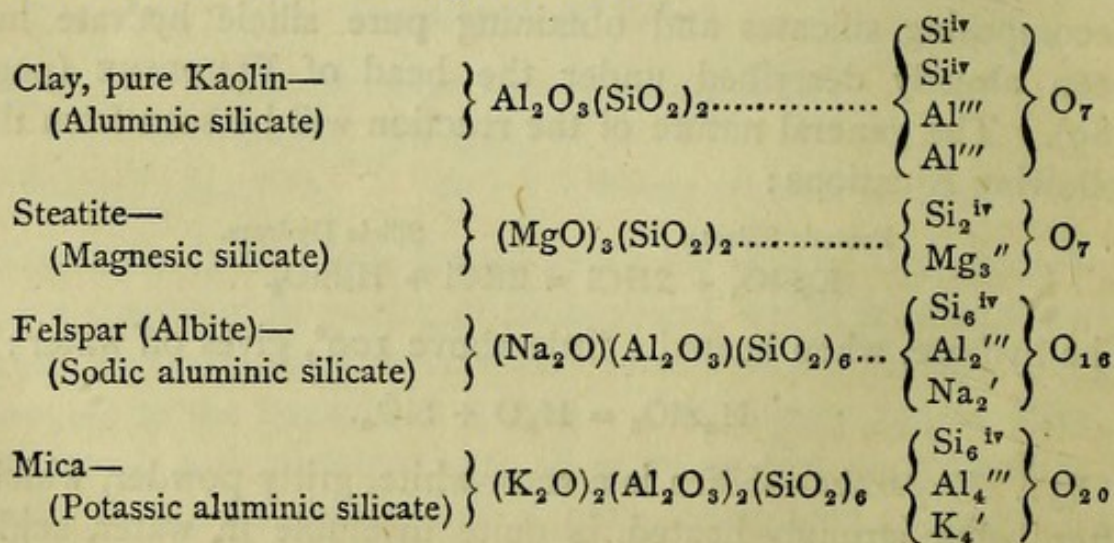 Clay, pure Kaolin—
(Aluminic silicate)
} Al₂O₃(SiO₂)₂............... { Siⁱᵛ Siⁱᵛ Al‴ Al‴ } O₇
Steatite—
(Magnesic silicate)
} (MgO)₃(SiO₂)₂............ { Si₂ⁱᵛ Mg₃″ } O₇
Felspar (Albite)—
(Sodic aluminic silicate)
} (Na₂O)(Al₂O₃)(SiO₂)₆... { Si₆ⁱᵛ Al₂‴ Na₂′ } O₁₆
Mica—
(Potassic aluminic silicate)
} (K₂O)₂(Al₂O₃)₂(SiO₂)₆ { Si₆ⁱᵛ Al₄‴ K₄′ } O₂₀